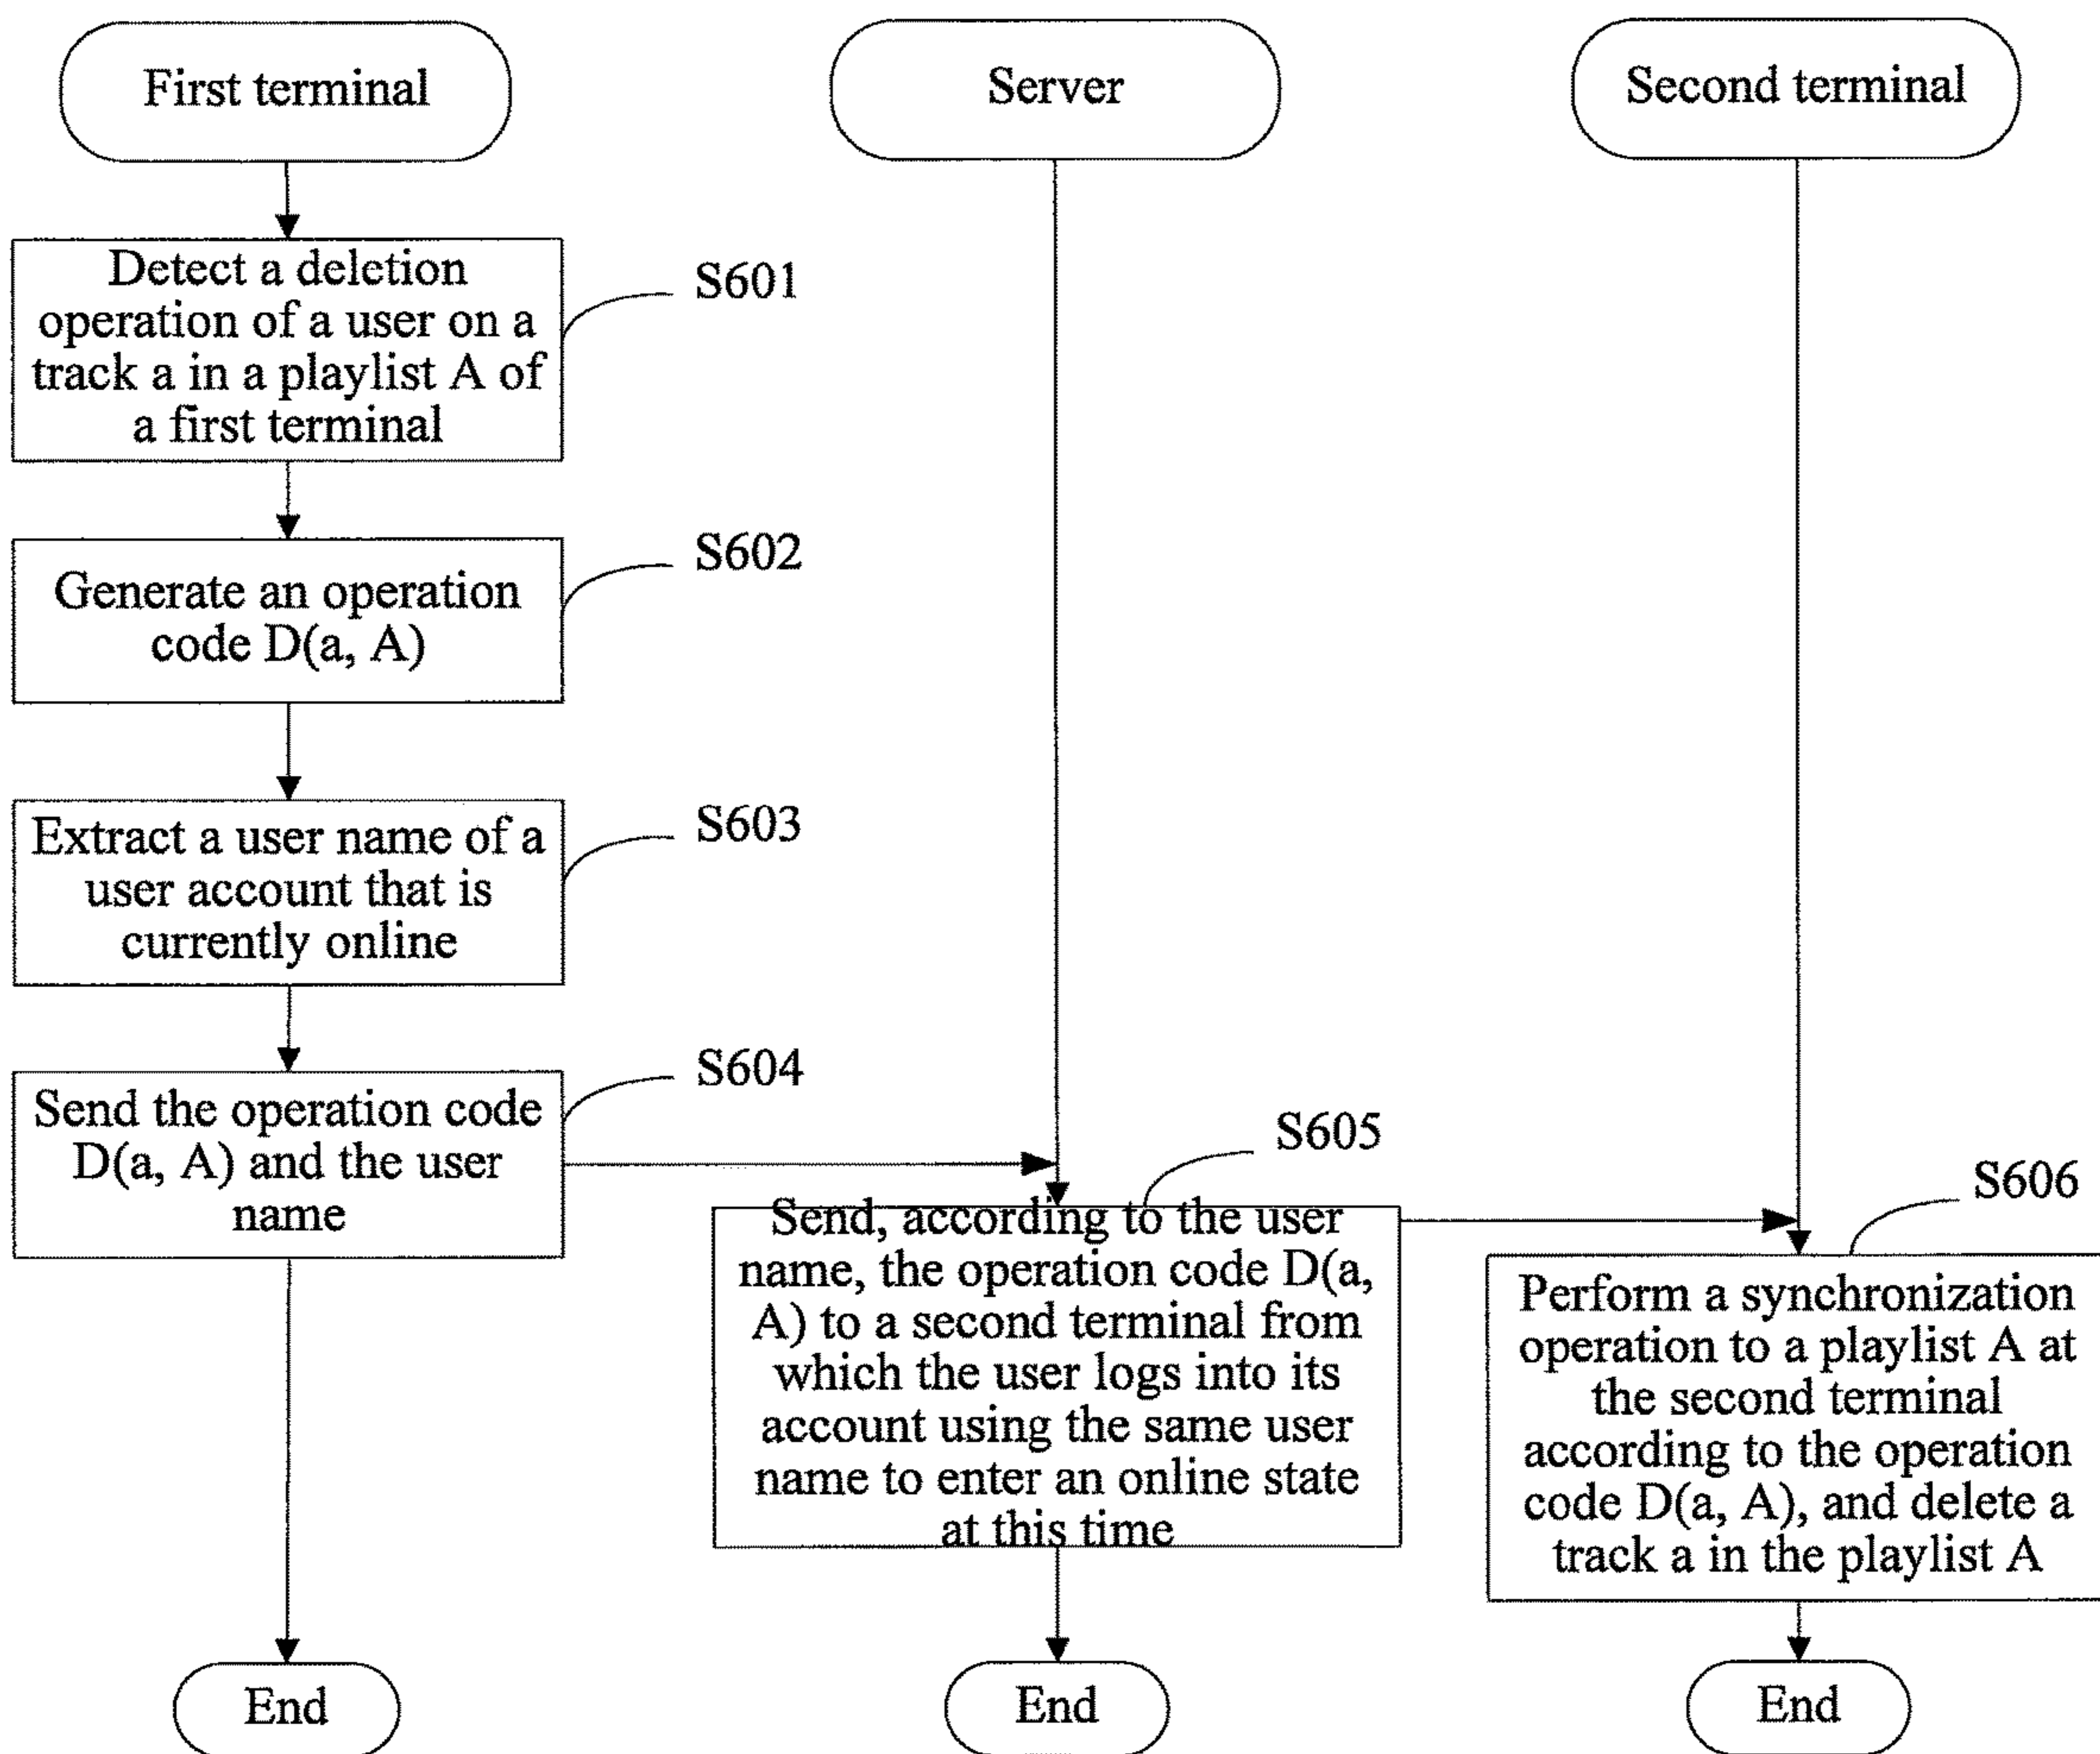 First terminal
Server
Second terminal
Detect a deletion
operation of a user on a
track a in a playlist A of
a first terminal
S601
Generate an operation
code D(a, A)
S602
Extract a user name of a
user account that is
currently online
S603
Send the operation code
D(a, A) and the user
name
S604
Send, according to the user
name, the operation code D(a,
A) to a second terminal from
which the user logs into its
account using the same user
name to enter an online state
at this time
S605
Perform a synchronization
operation to a playlist A at
the second terminal
according to the operation
code D(a, A), and delete a
track a in the playlist A
S606
End
End
End